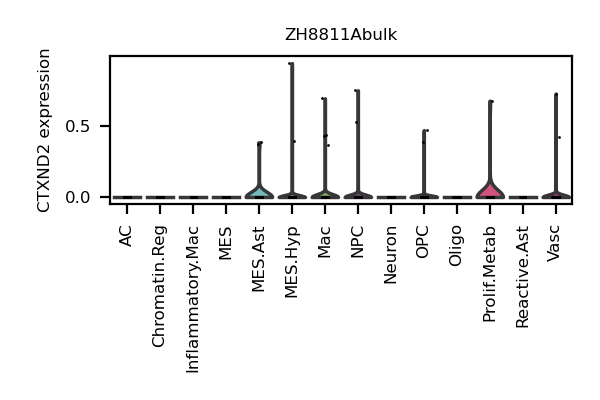 ZH8811Abulk
CTXND2 expression
0.5
0.0
AC
Chromatin.Reg
Inflammatory.Mac
MES
MES.Ast
MES.Hyp
Mac
NPC
Neuron
OPC
Oligo
Prolif.Metab
Reactive.Ast
Vasc